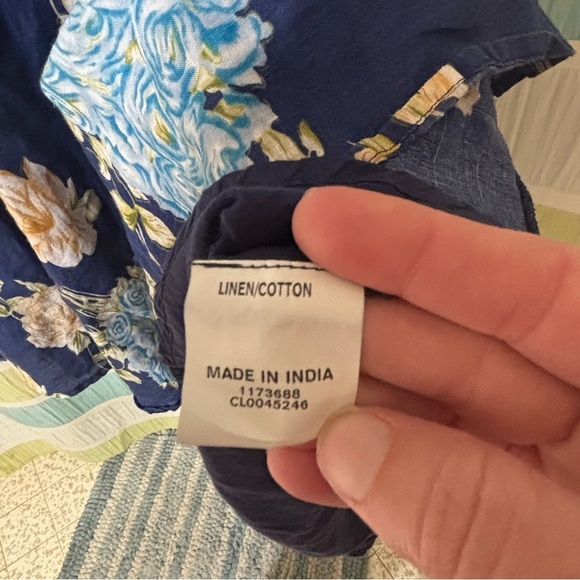 LINEN/COTTON
MADE IN INDIA
1173688
CL0045246